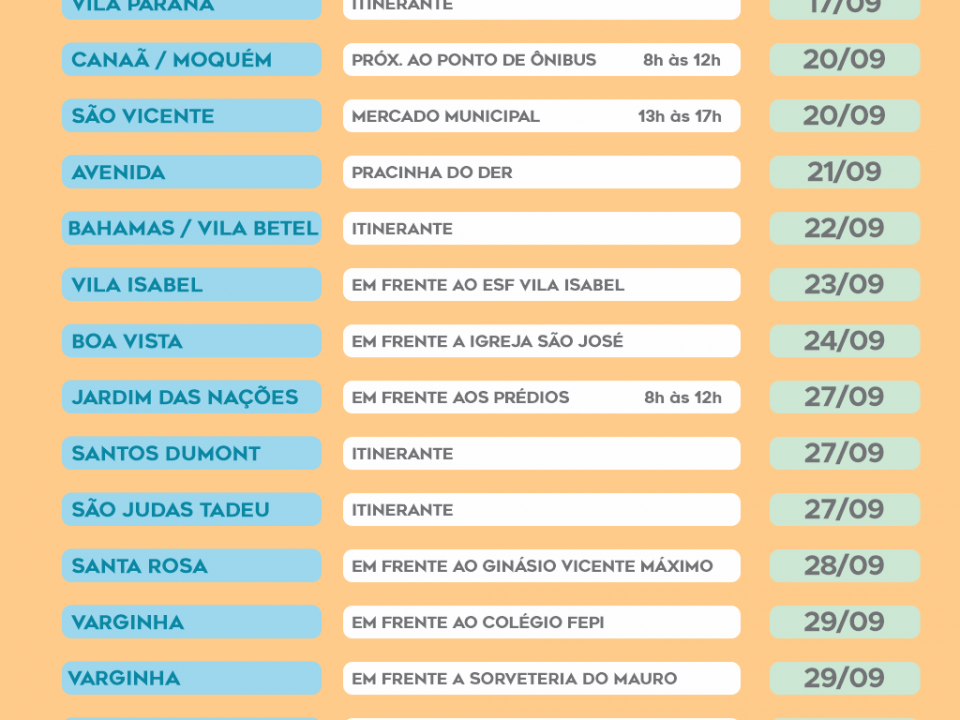 VILA PARANÁ ITINERANTE 17/09
CANAÃ / MOQUÉM PRÓX. AO PONTO DE ÔNIBUS 8h às 12h 20/09
SÃO VICENTE MERCADO MUNICIPAL 13h às 17h 20/09
AVENIDA PRACINHA DO DER 21/09
BAHAMAS / VILA BETEL ITINERANTE 22/09
VILA ISABEL EM FRENTE AO ESF VILA ISABEL 23/09
BOA VISTA EM FRENTE A IGREJA SÃO JOSÉ 24/09
JARDIM DAS NAÇÕES EM FRENTE AOS PRÉDIOS 8h às 12h 27/09
SANTOS DUMONT ITINERANTE 27/09
SÃO JUDAS TADEU ITINERANTE 27/09
SANTA ROSA EM FRENTE AO GINÁSIO VICENTE MÁXIMO 28/09
VARGINHA EM FRENTE AO COLÉGIO FEPI 29/09
VARGINHA EM FRENTE A SORVETERIA DO MAURO 29/09